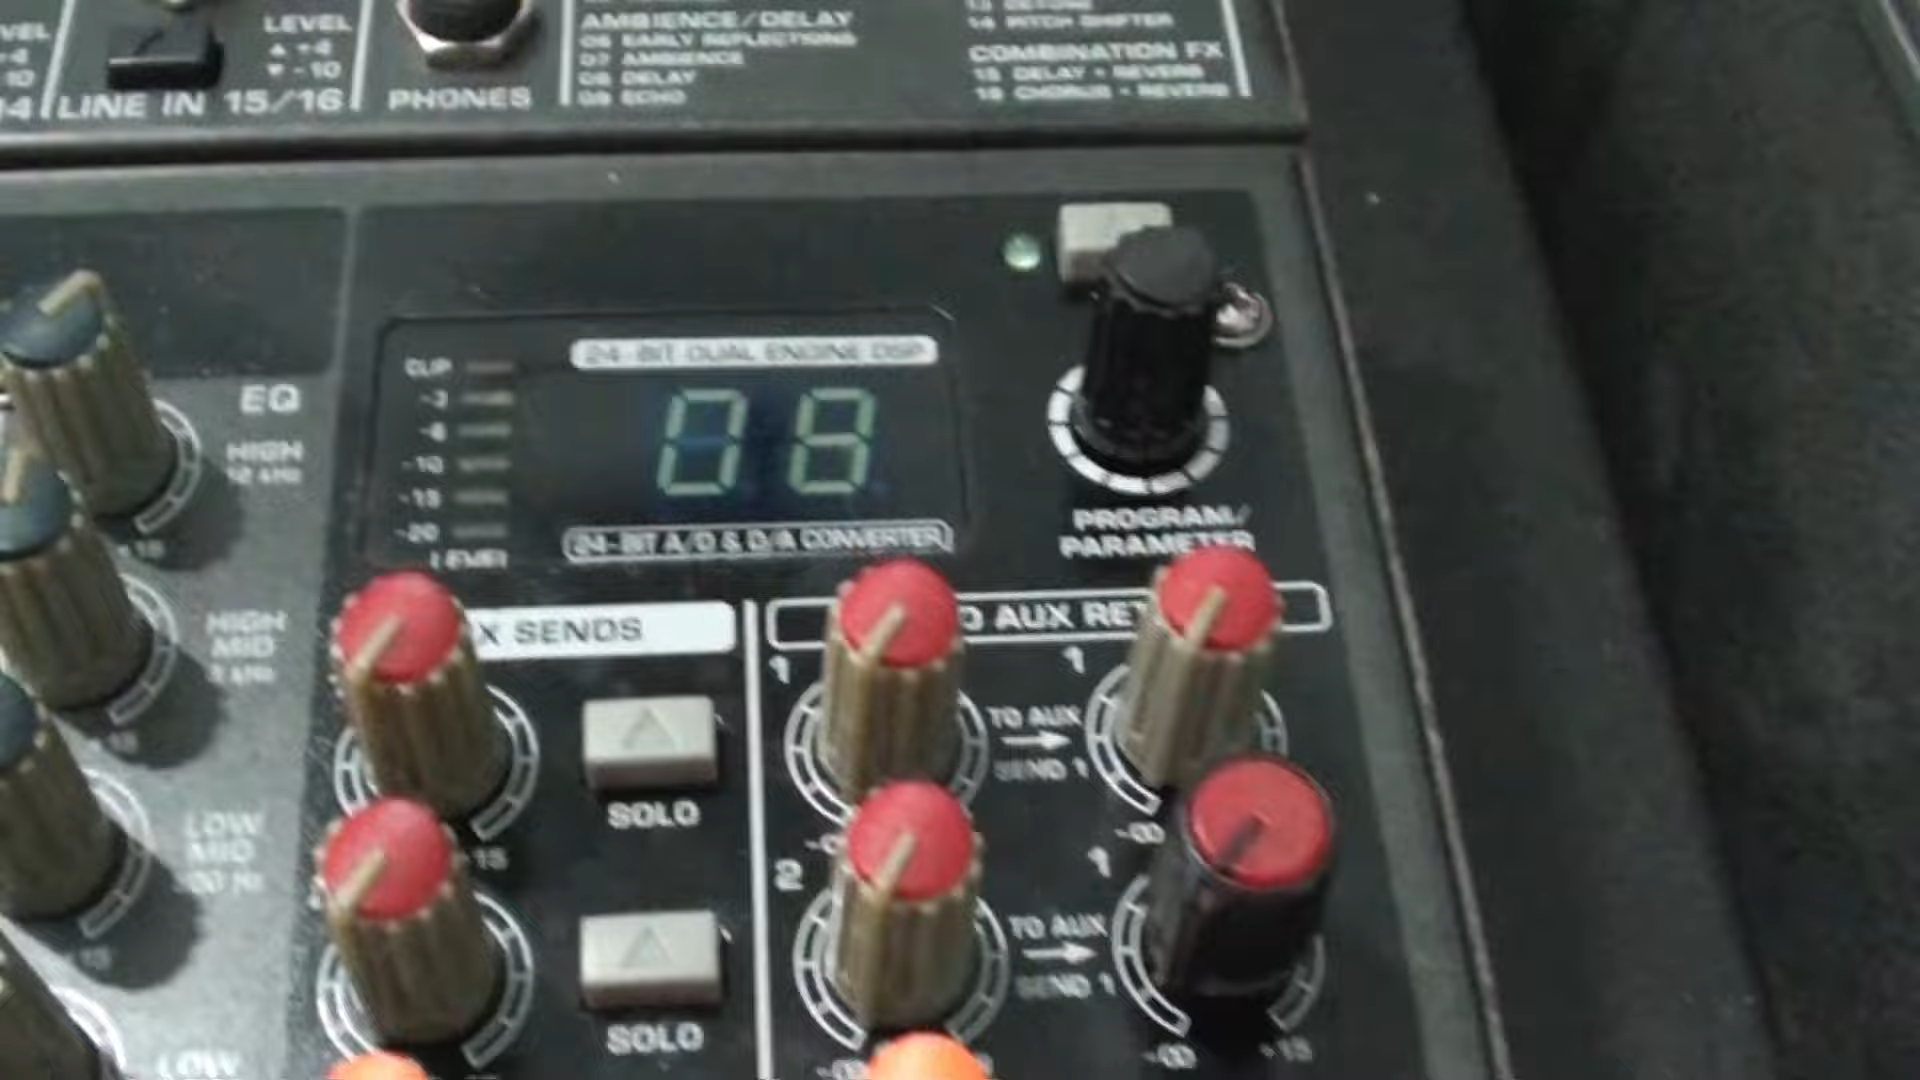 LEVEL
+4
-10
LINE IN 15/16
PHONES
AMBIENCE/DELAY
06 EARLY REFLECTIONS
07 AMBIENCE
08 DELAY
09 ECHO
14 PITCH SHIFTER
COMBINATION FX
15 DELAY + REVERB
16 CHORUS + REVERB
24-BIT DUAL ENGINE DSP
CLIP
-3
-6
-10
-15
-20
LEVEL
08
24-BIT A/D & D/A CONVERTER
PROGRAM/
PARAMETER
EQ
HIGH
12 kHz
HIGH
MID
3 kHz
LOW
MID
LOW
X SENDS
O AUX RET
1
1
TO AUX
SEND 1
SOLO
-∞
2
1
TO AUX
SEND 1
SOLO
-∞
+15